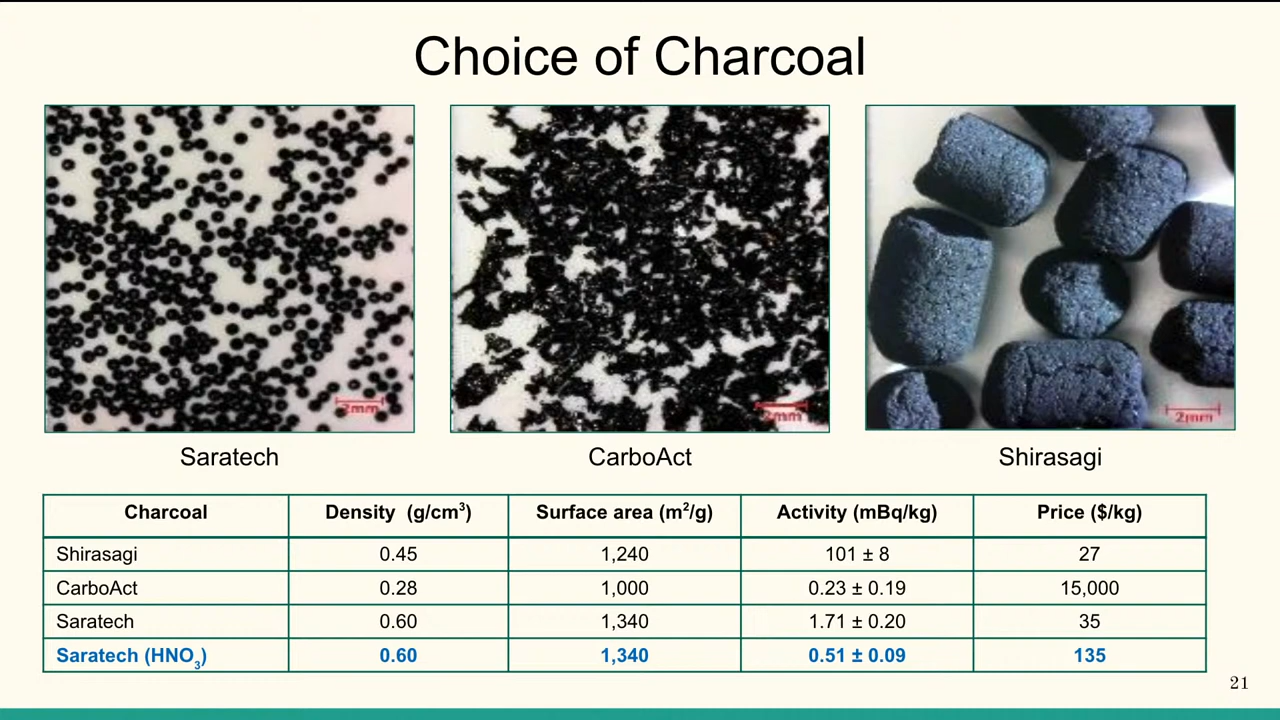 Choice of Charcoal
2mm
2mm
2mm
Saratech
CarboAct
Shirasagi
Charcoal Density (g/cm³) Surface area (m²/g) Activity (mBq/kg) Price ($/kg)
Shirasagi 0.45 1,240 101 ± 8 27
CarboAct 0.28 1,000 0.23 ± 0.19 15,000
Saratech 0.60 1,340 1.71 ± 0.20 35
Saratech (HNO₃) 0.60 1,340 0.51 ± 0.09 135
21